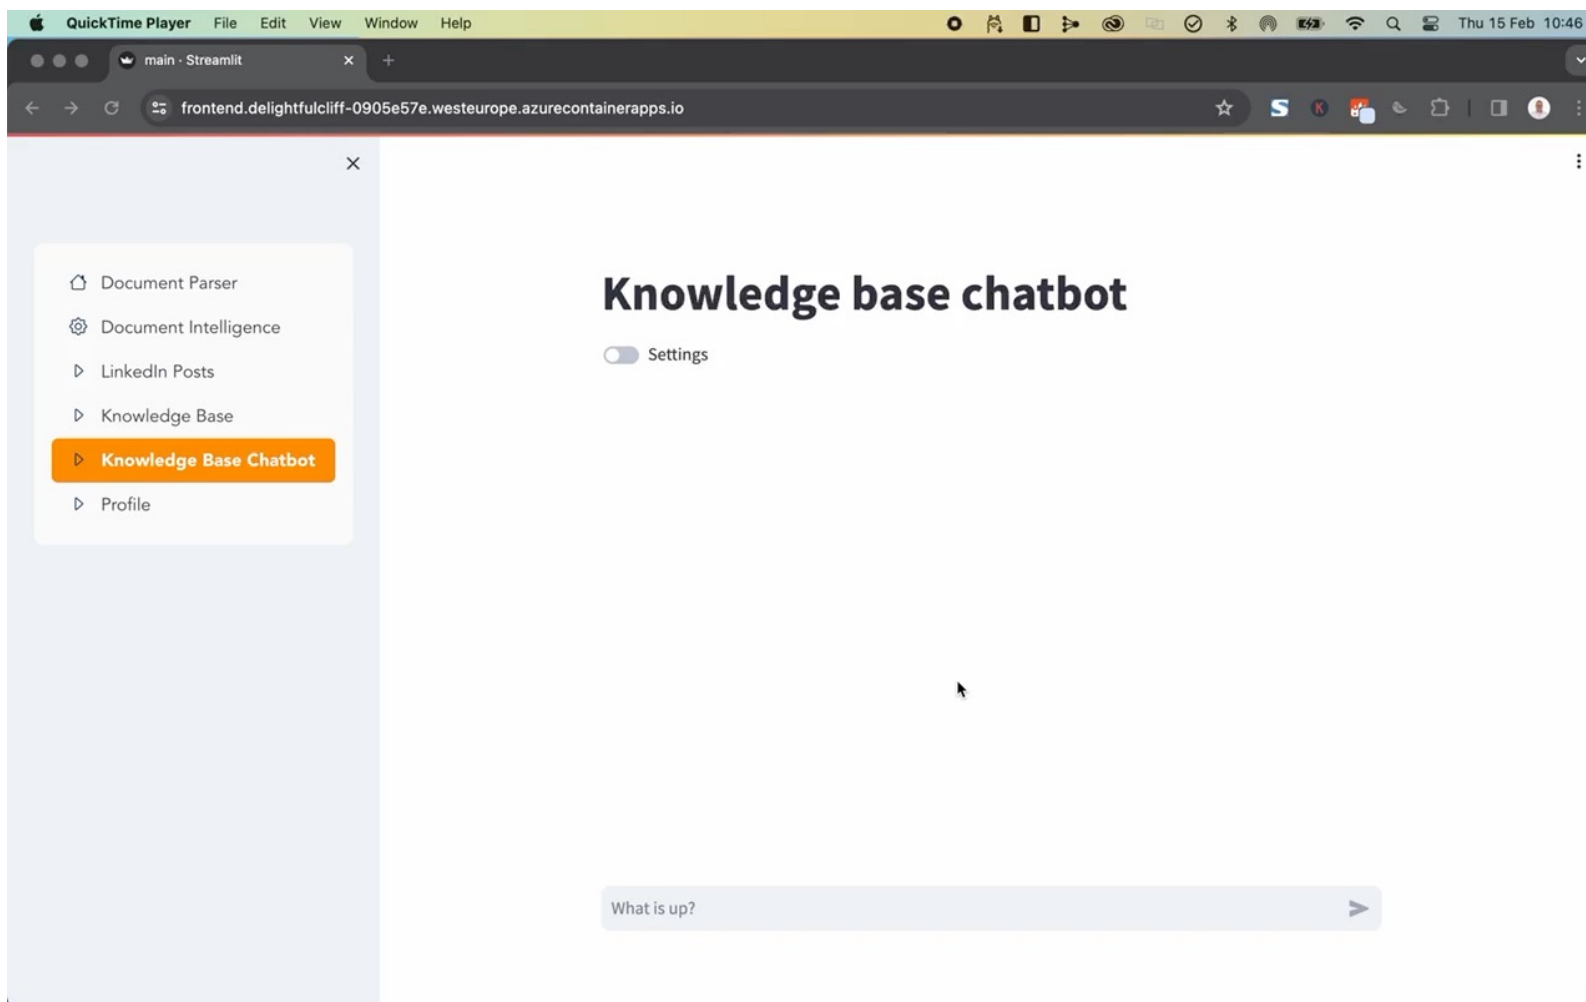 QuickTime Player File Edit View Window Help Thu 15 Feb 10:46
main · Streamlit
frontend.delightfulcliff-0905e57e.westeurope.azurecontainerapps.io
Document Parser
Document Intelligence
LinkedIn Posts
Knowledge Base
Knowledge Base Chatbot
Profile
Knowledge base chatbot
Settings
What is up?